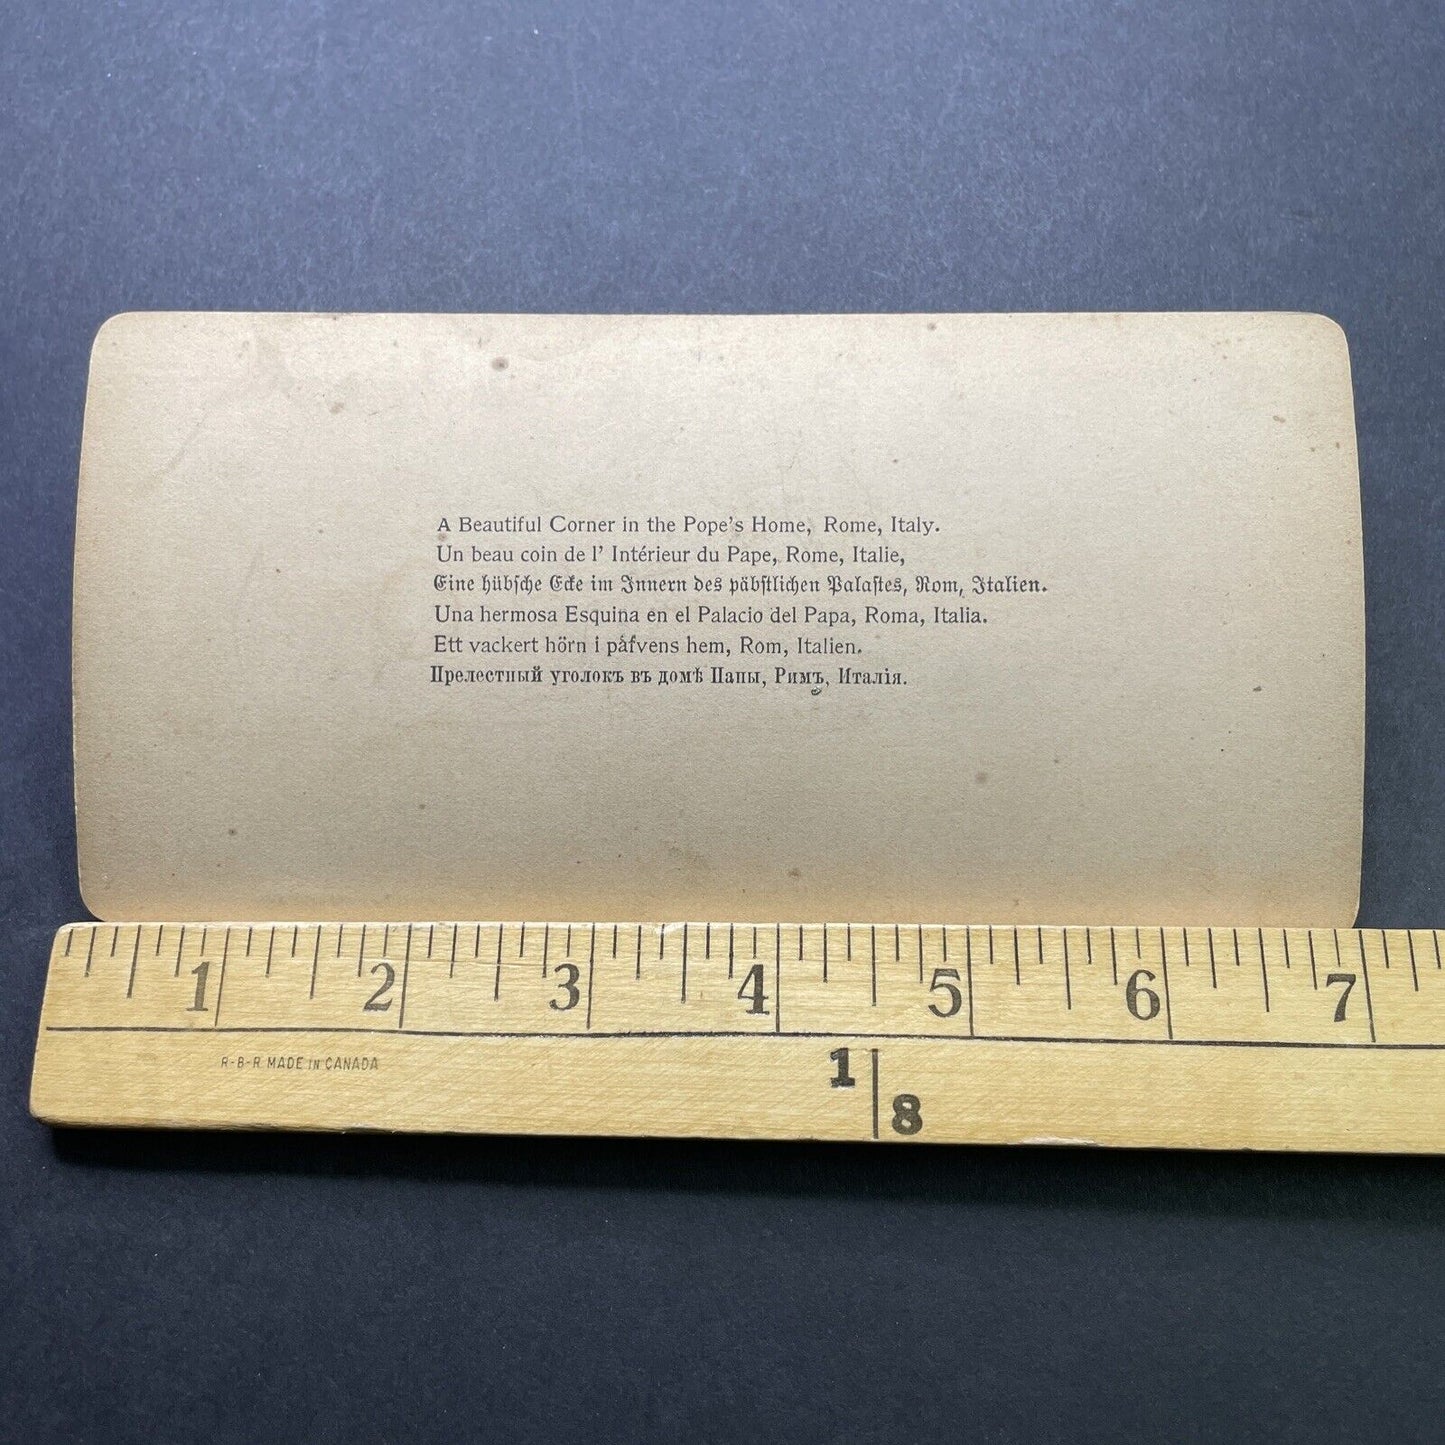 A Beautiful Corner in the Pope's Home, Rome, Italy.
Un beau coin de l' Intérieur du Pape, Rome, Italie,
Eine hübsche Ecke im Innern des päbstlichen Palastes, Rom, Italien.
Una hermosa Esquina en el Palacio del Papa, Roma, Italia.
Ett vackert hörn i påfvens hem, Rom, Italien.
Прелестный уголокъ въ домѣ Папы, Римъ, Италія.
1 2 3 4 5 6 7
R-B-R MADE IN CANADA
1 8